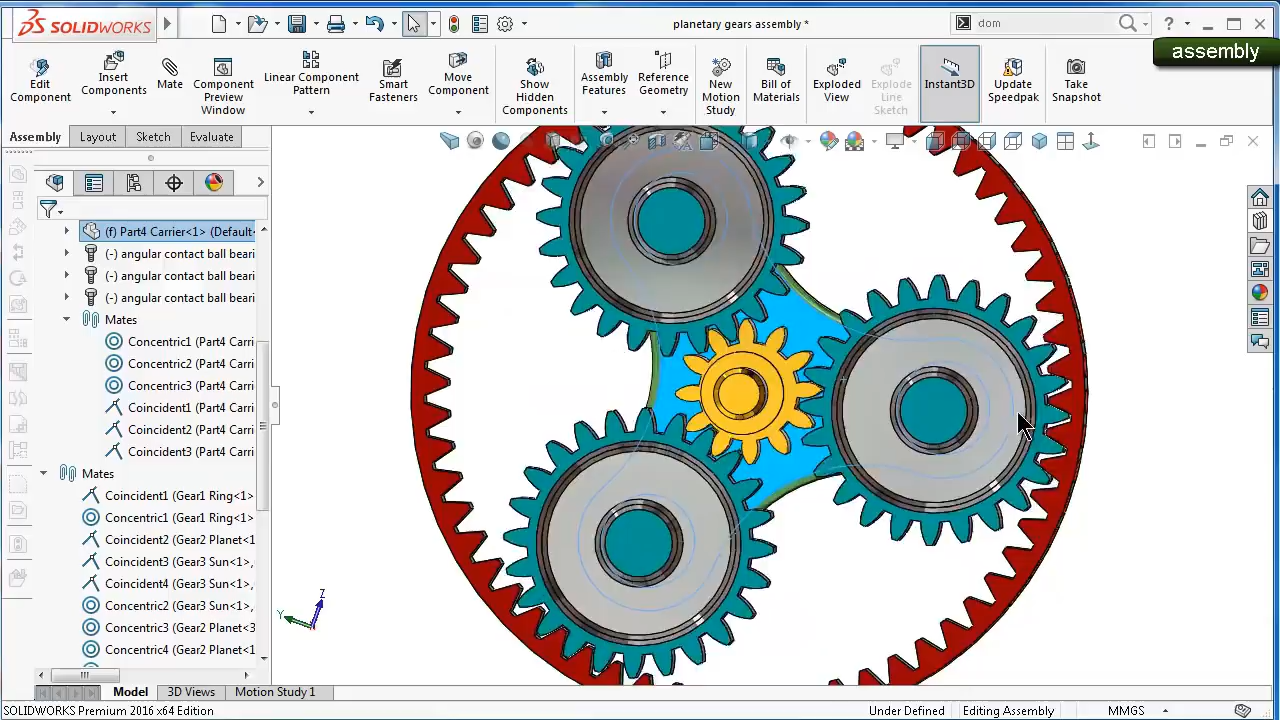 SOLIDWORKS
planetary gears assembly *
dom
assembly
Edit Component
Insert Components
Mate
Component Preview Window
Linear Component Pattern
Smart Fasteners
Move Component
Show Hidden Components
Assembly Features
Reference Geometry
New Motion Study
Bill of Materials
Exploded View
Explode Line Sketch
Instant3D
Update Speedpak
Take Snapshot
Assembly
Layout
Sketch
Evaluate
(f) Part4 Carrier<1> (Default
(-) angular contact ball beari
(-) angular contact ball beari
(-) angular contact ball beari
Mates
Concentric1 (Part4 Carri
Concentric2 (Part4 Carri
Concentric3 (Part4 Carri
Coincident1 (Part4 Carri
Coincident2 (Part4 Carri
Coincident3 (Part4 Carri
Mates
Coincident1 (Gear1 Ring<1>
Concentric1 (Gear1 Ring<1>
Coincident2 (Gear2 Planet<1
Coincident3 (Gear3 Sun<1>,
Coincident4 (Gear3 Sun<1>,
Concentric2 (Gear3 Sun<1>,
Concentric3 (Gear2 Planet<3
Concentric4 (Gear2 Planet<1
Z
Y
Model
3D Views
Motion Study 1
SOLIDWORKS Premium 2016 x64 Edition
Under Defined
Editing Assembly
MMGS